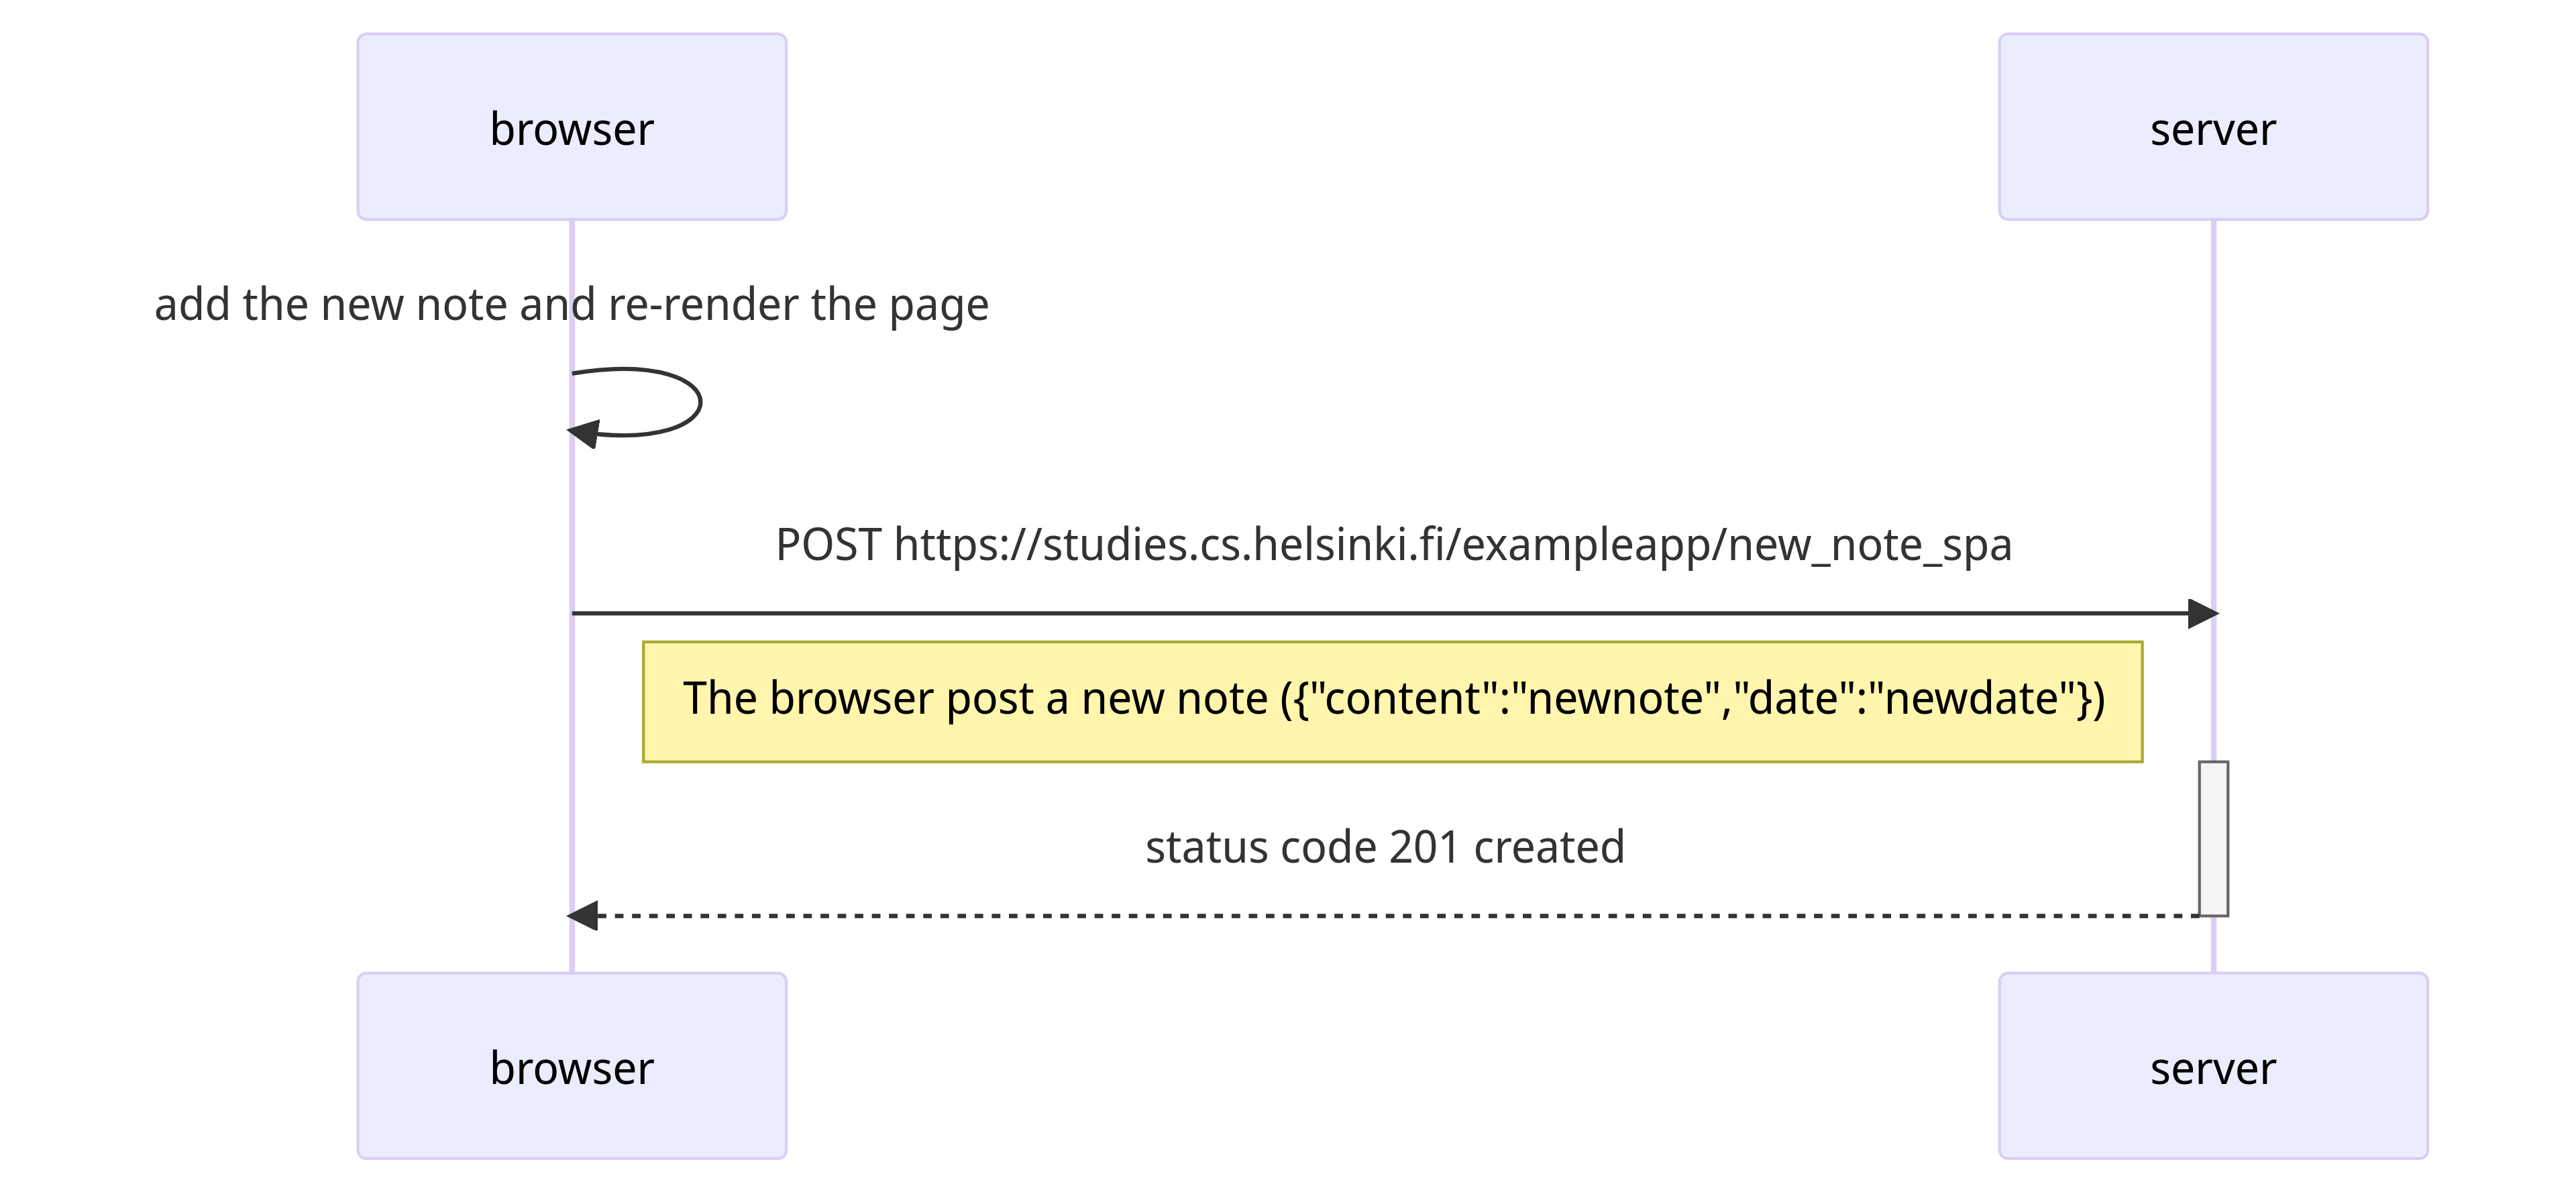 browser
server
add the new note and re-render the page
POST https://studies.cs.helsinki.fi/exampleapp/new_note_spa
The browser post a new note ({"content":"newnote","date":"newdate"})
status code 201 created
browser
server